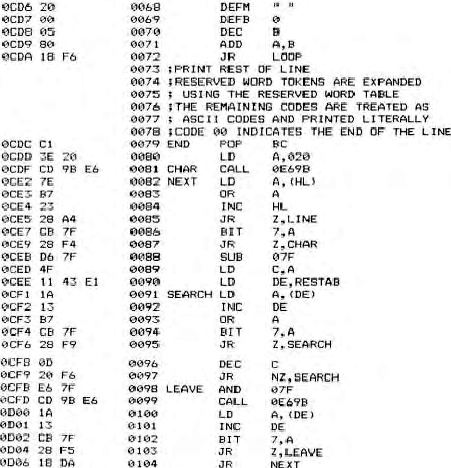 0CD6 20 0068 DEFM " "
0CD7 00 0069 DEFB 0
0CD8 05 0070 DEC B
0CD9 80 0071 ADD A,B
0CDA 18 F6 0072 JR LOOP
0073 ;PRINT REST OF LINE
0074 ;RESERVED WORD TOKENS ARE EXPANDED
0075 ; USING THE RESERVED WORD TABLE
0076 ;THE REMAINING CODES ARE TREATED AS
0077 ; ASCII CODES AND PRINTED LITERALLY
0078 ;CODE 00 INDICATES THE END OF THE LINE
0CDC C1 0079 END POP BC
0CDD 3E 20 0080 LD A,020
0CDF CD 9B E6 0081 CHAR CALL 0E69B
0CE2 7E 0082 NEXT LD A,(HL)
0CE3 B7 0083 OR A
0CE4 23 0084 INC HL
0CE5 28 A4 0085 JR Z,LINE
0CE7 CB 7F 0086 BIT 7,A
0CE9 28 F4 0087 JR Z,CHAR
0CEB D6 7F 0088 SUB 07F
0CED 4F 0089 LD C,A
0CEE 11 43 E1 0090 LD DE,RESTAB
0CF1 1A 0091 SEARCH LD A,(DE)
0CF2 13 0092 INC DE
0CF3 B7 0093 OR A
0CF4 CB 7F 0094 BIT 7,A
0CF6 28 F9 0095 JR Z,SEARCH
0CF8 0D 0096 DEC C
0CF9 20 F6 0097 JR NZ,SEARCH
0CFB E6 7F 0098 LEAVE AND 07F
0CFD CD 9B E6 0099 CALL 0E69B
0D00 1A 0100 LD A,(DE)
0D01 13 0101 INC DE
0D02 CB 7F 0102 BIT 7,A
0D04 28 F5 0103 JR Z,LEAVE
0D06 18 DA 0104 JR NEXT